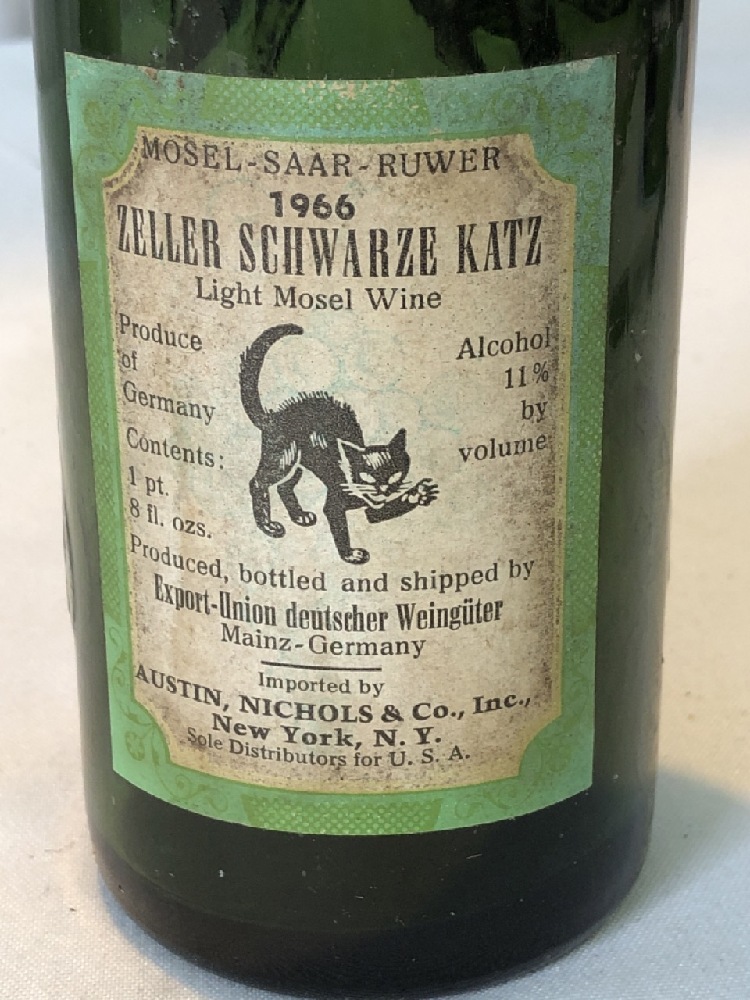 MOSEL-SAAR-RUWER
1966
ZELLER SCHWARZE KATZ
Light Mosel Wine
Produce
of
Germany
Contents:
1 pt.
8 fl. ozs.
Alcohol
11%
by
volume
Produced, bottled and shipped by
Export-Union deutscher Weingüter
Mainz-Germany
Imported by
AUSTIN, NICHOLS & Co., Inc.,
New York, N. Y.
Sole Distributors for U. S. A.